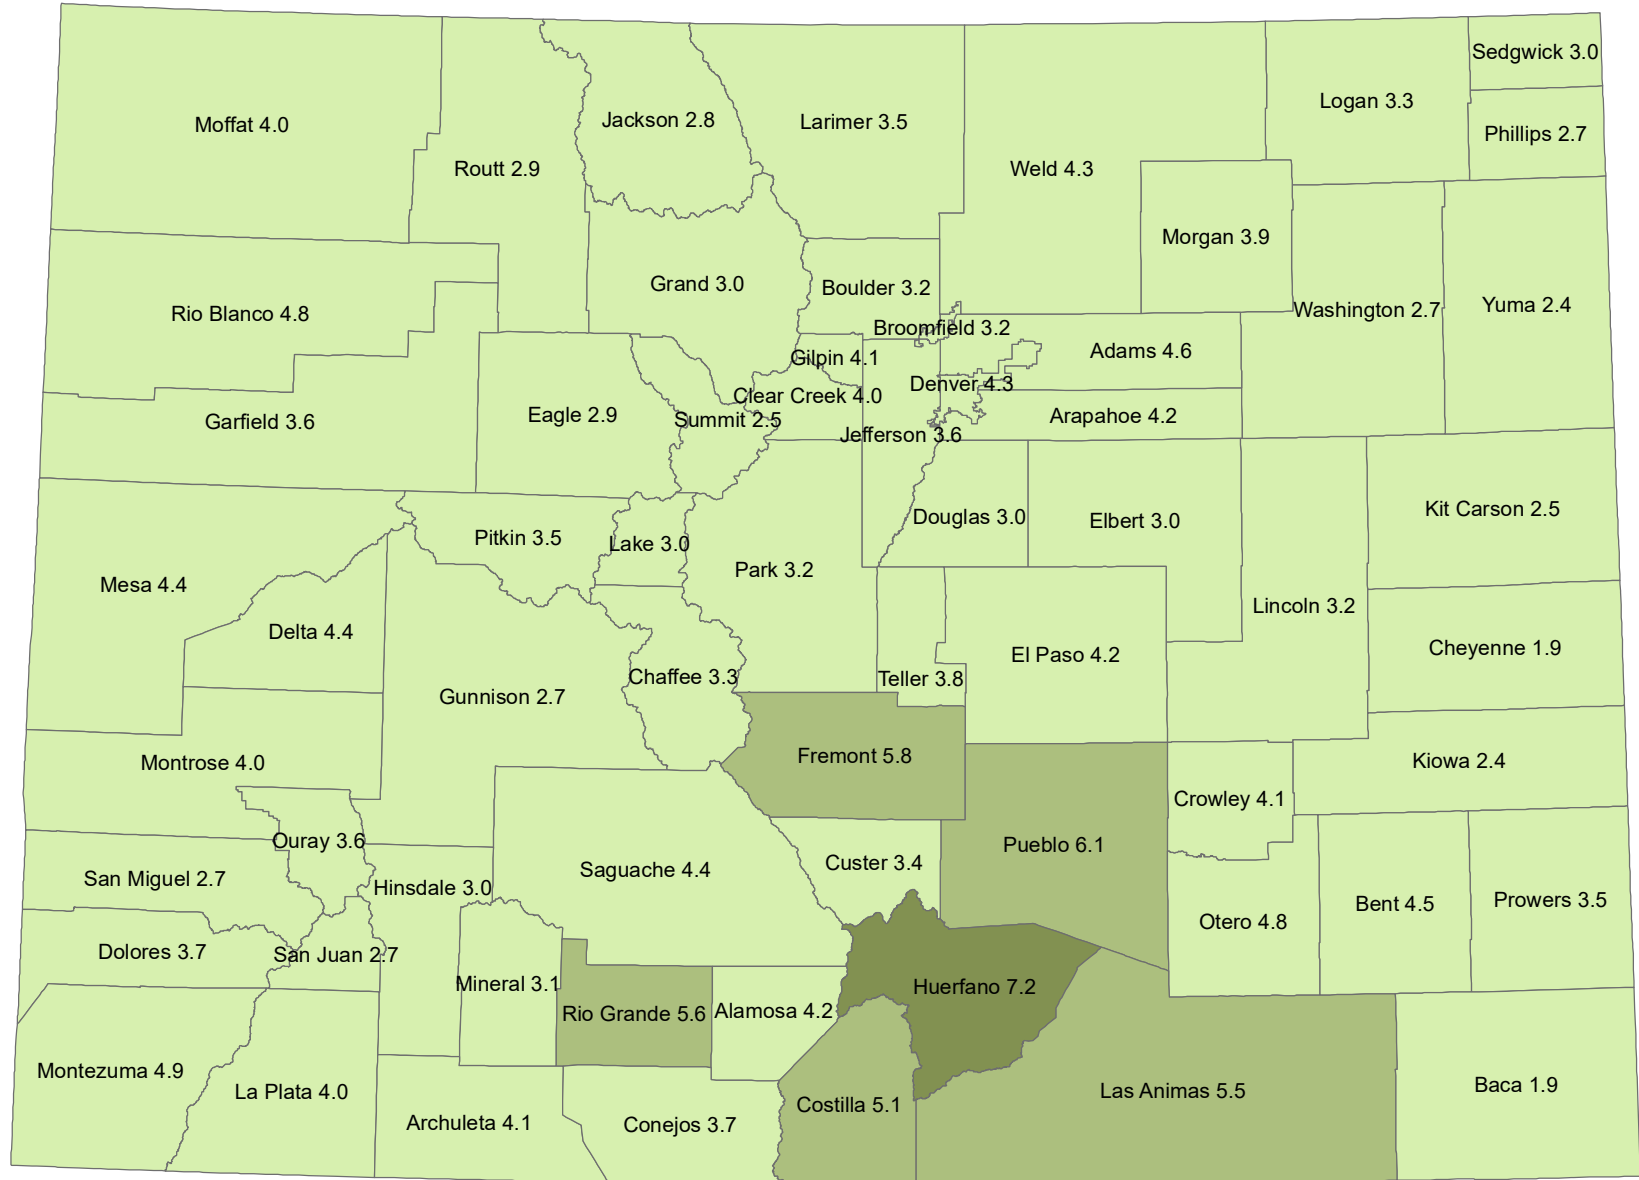 Sedgwick 3.0
Logan 3.3
Moffat 4.0
Jackson 2.8
Larimer 3.5
Phillips 2.7
Routt 2.9
Weld 4.3
Morgan 3.9
Grand 3.0
Boulder 3.2
Rio Blanco 4.8
Washington 2.7
Yuma 2.4
Broomfield 3.2
Gilpin 4.1
Adams 4.6
Denver 4.3
Clear Creek 4.0
Garfield 3.6
Eagle 2.9
Summit 2.5
Arapahoe 4.2
Jefferson 3.6
Kit Carson 2.5
Douglas 3.0
Elbert 3.0
Pitkin 3.5
Lake 3.0
Park 3.2
Mesa 4.4
Lincoln 3.2
Delta 4.4
Cheyenne 1.9
El Paso 4.2
Chaffee 3.3
Teller 3.8
Gunnison 2.7
Fremont 5.8
Montrose 4.0
Kiowa 2.4
Crowley 4.1
Ouray 3.6
Pueblo 6.1
Custer 3.4
Saguache 4.4
San Miguel 2.7
Hinsdale 3.0
Bent 4.5
Prowers 3.5
Otero 4.8
Dolores 3.7
San Juan 2.7
Mineral 3.1
Huerfano 7.2
Rio Grande 5.6
Alamosa 4.2
Montezuma 4.9
La Plata 4.0
Las Animas 5.5
Baca 1.9
Costilla 5.1
Archuleta 4.1
Conejos 3.7